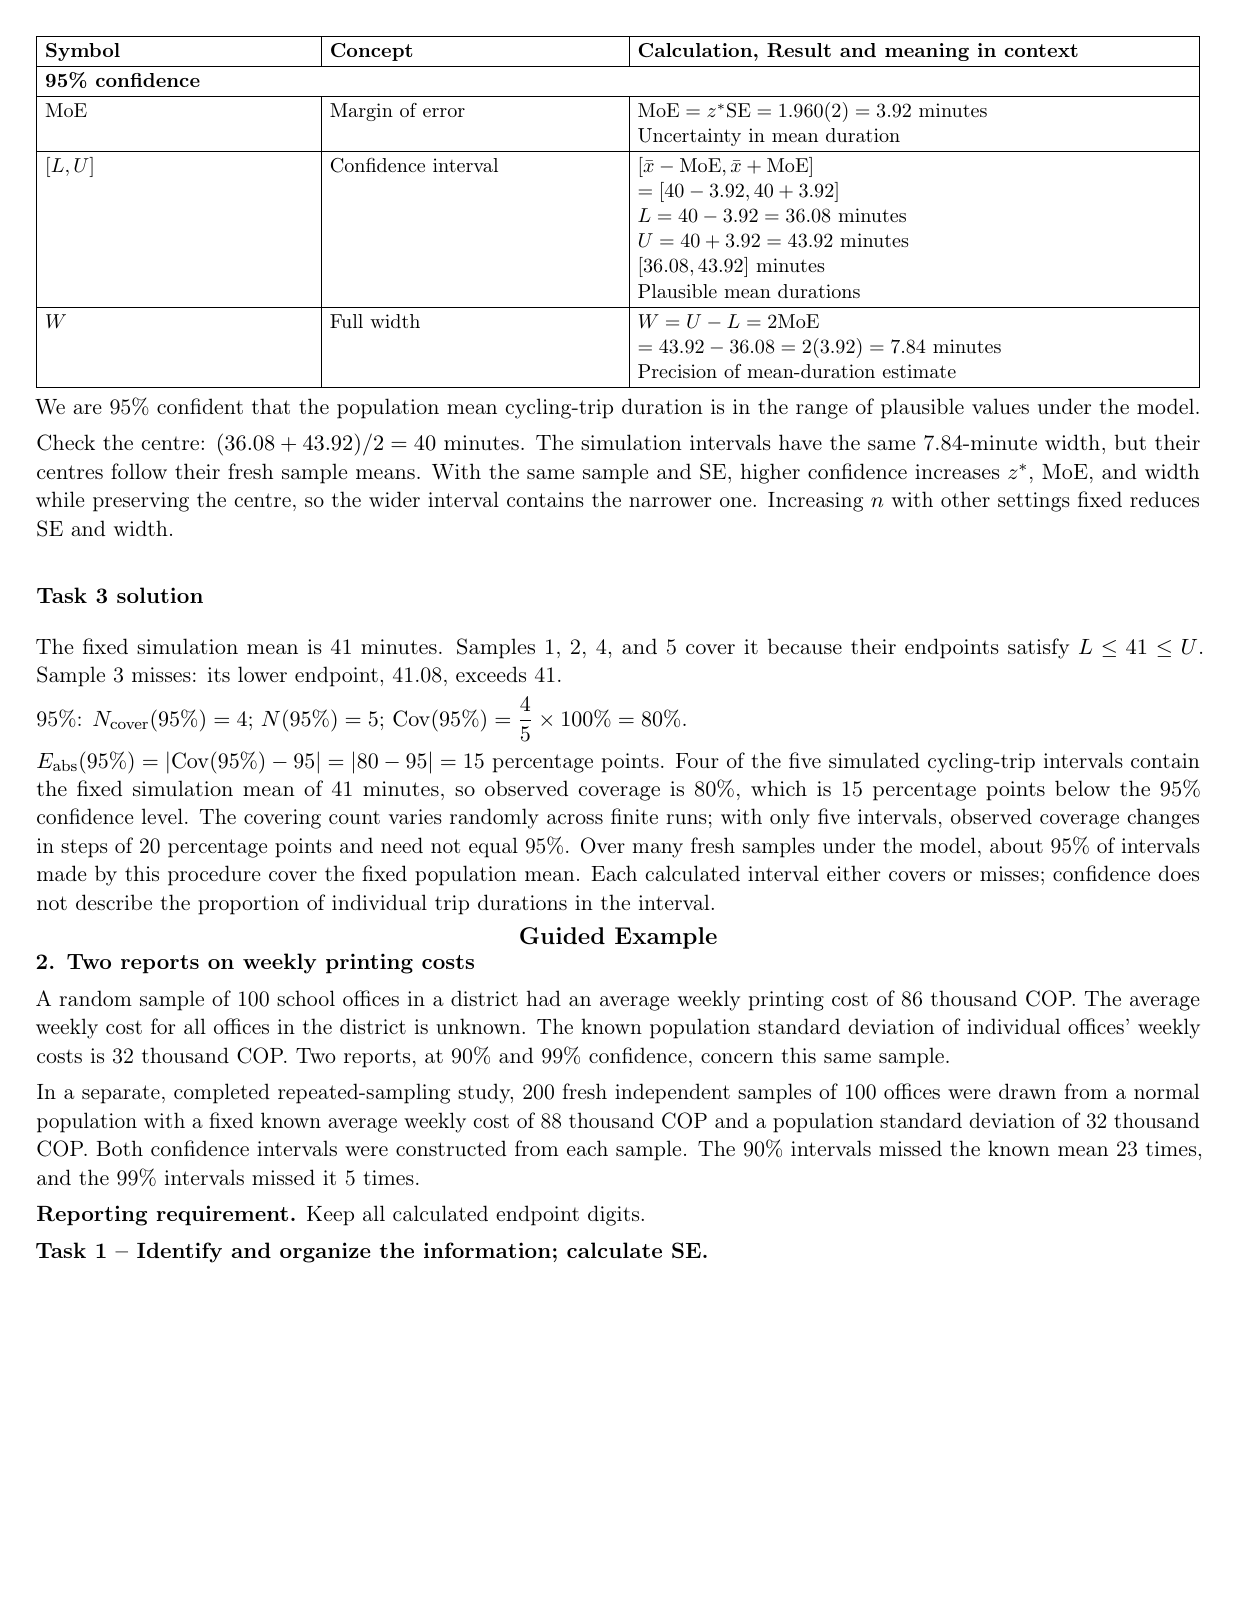 Symbol Concept Calculation, Result and meaning in context
95% confidence
MoE Margin of error MoE = z*SE = 1.960(2) = 3.92 minutes
Uncertainty in mean duration
[L, U] Confidence interval [x̄ − MoE, x̄ + MoE]
= [40 − 3.92, 40 + 3.92]
L = 40 − 3.92 = 36.08 minutes
U = 40 + 3.92 = 43.92 minutes
[36.08, 43.92] minutes
Plausible mean durations
W Full width W = U − L = 2MoE
= 43.92 − 36.08 = 2(3.92) = 7.84 minutes
Precision of mean-duration estimate
We are 95% confident that the population mean cycling-trip duration is in the range of plausible values under the model.
Check the centre: (36.08 + 43.92)/2 = 40 minutes. The simulation intervals have the same 7.84-minute width, but their
centres follow their fresh sample means. With the same sample and SE, higher confidence increases z*, MoE, and width
while preserving the centre, so the wider interval contains the narrower one. Increasing n with other settings fixed reduces
SE and width.
Task 3 solution
The fixed simulation mean is 41 minutes. Samples 1, 2, 4, and 5 cover it because their endpoints satisfy L ≤ 41 ≤ U.
Sample 3 misses: its lower endpoint, 41.08, exceeds 41.
95%: N_cover(95%) = 4; N(95%) = 5; Cov(95%) = 4/5 × 100% = 80%.
E_abs(95%) = |Cov(95%) − 95| = |80 − 95| = 15 percentage points. Four of the five simulated cycling-trip intervals contain
the fixed simulation mean of 41 minutes, so observed coverage is 80%, which is 15 percentage points below the 95%
confidence level. The covering count varies randomly across finite runs; with only five intervals, observed coverage changes
in steps of 20 percentage points and need not equal 95%. Over many fresh samples under the model, about 95% of intervals
made by this procedure cover the fixed population mean. Each calculated interval either covers or misses; confidence does
not describe the proportion of individual trip durations in the interval.
Guided Example
2. Two reports on weekly printing costs
A random sample of 100 school offices in a district had an average weekly printing cost of 86 thousand COP. The average
weekly cost for all offices in the district is unknown. The known population standard deviation of individual offices' weekly
costs is 32 thousand COP. Two reports, at 90% and 99% confidence, concern this same sample.
In a separate, completed repeated-sampling study, 200 fresh independent samples of 100 offices were drawn from a normal
population with a fixed known average weekly cost of 88 thousand COP and a population standard deviation of 32 thousand
COP. Both confidence intervals were constructed from each sample. The 90% intervals missed the known mean 23 times,
and the 99% intervals missed it 5 times.
Reporting requirement. Keep all calculated endpoint digits.
Task 1 – Identify and organize the information; calculate SE.